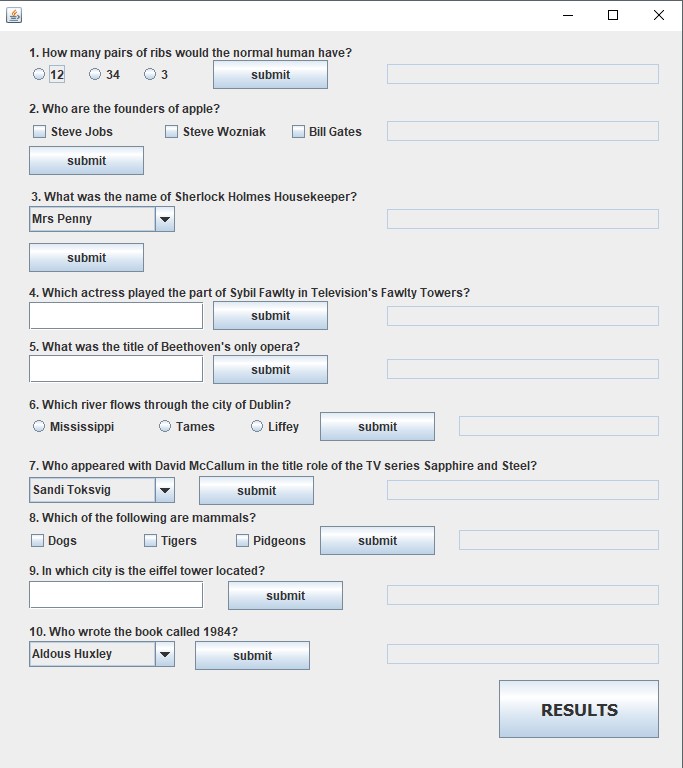 1. How many pairs of ribs would the normal human have?
12 34 3 submit
2. Who are the founders of apple?
Steve Jobs Steve Wozniak Bill Gates
submit
3. What was the name of Sherlock Holmes Housekeeper?
Mrs Penny
submit
4. Which actress played the part of Sybil Fawlty in Television's Fawlty Towers?
submit
5. What was the title of Beethoven's only opera?
submit
6. Which river flows through the city of Dublin?
Mississippi Tames Liffey submit
7. Who appeared with David McCallum in the title role of the TV series Sapphire and Steel?
Sandi Toksvig submit
8. Which of the following are mammals?
Dogs Tigers Pidgeons submit
9. In which city is the eiffel tower located?
submit
10. Who wrote the book called 1984?
Aldous Huxley submit
RESULTS